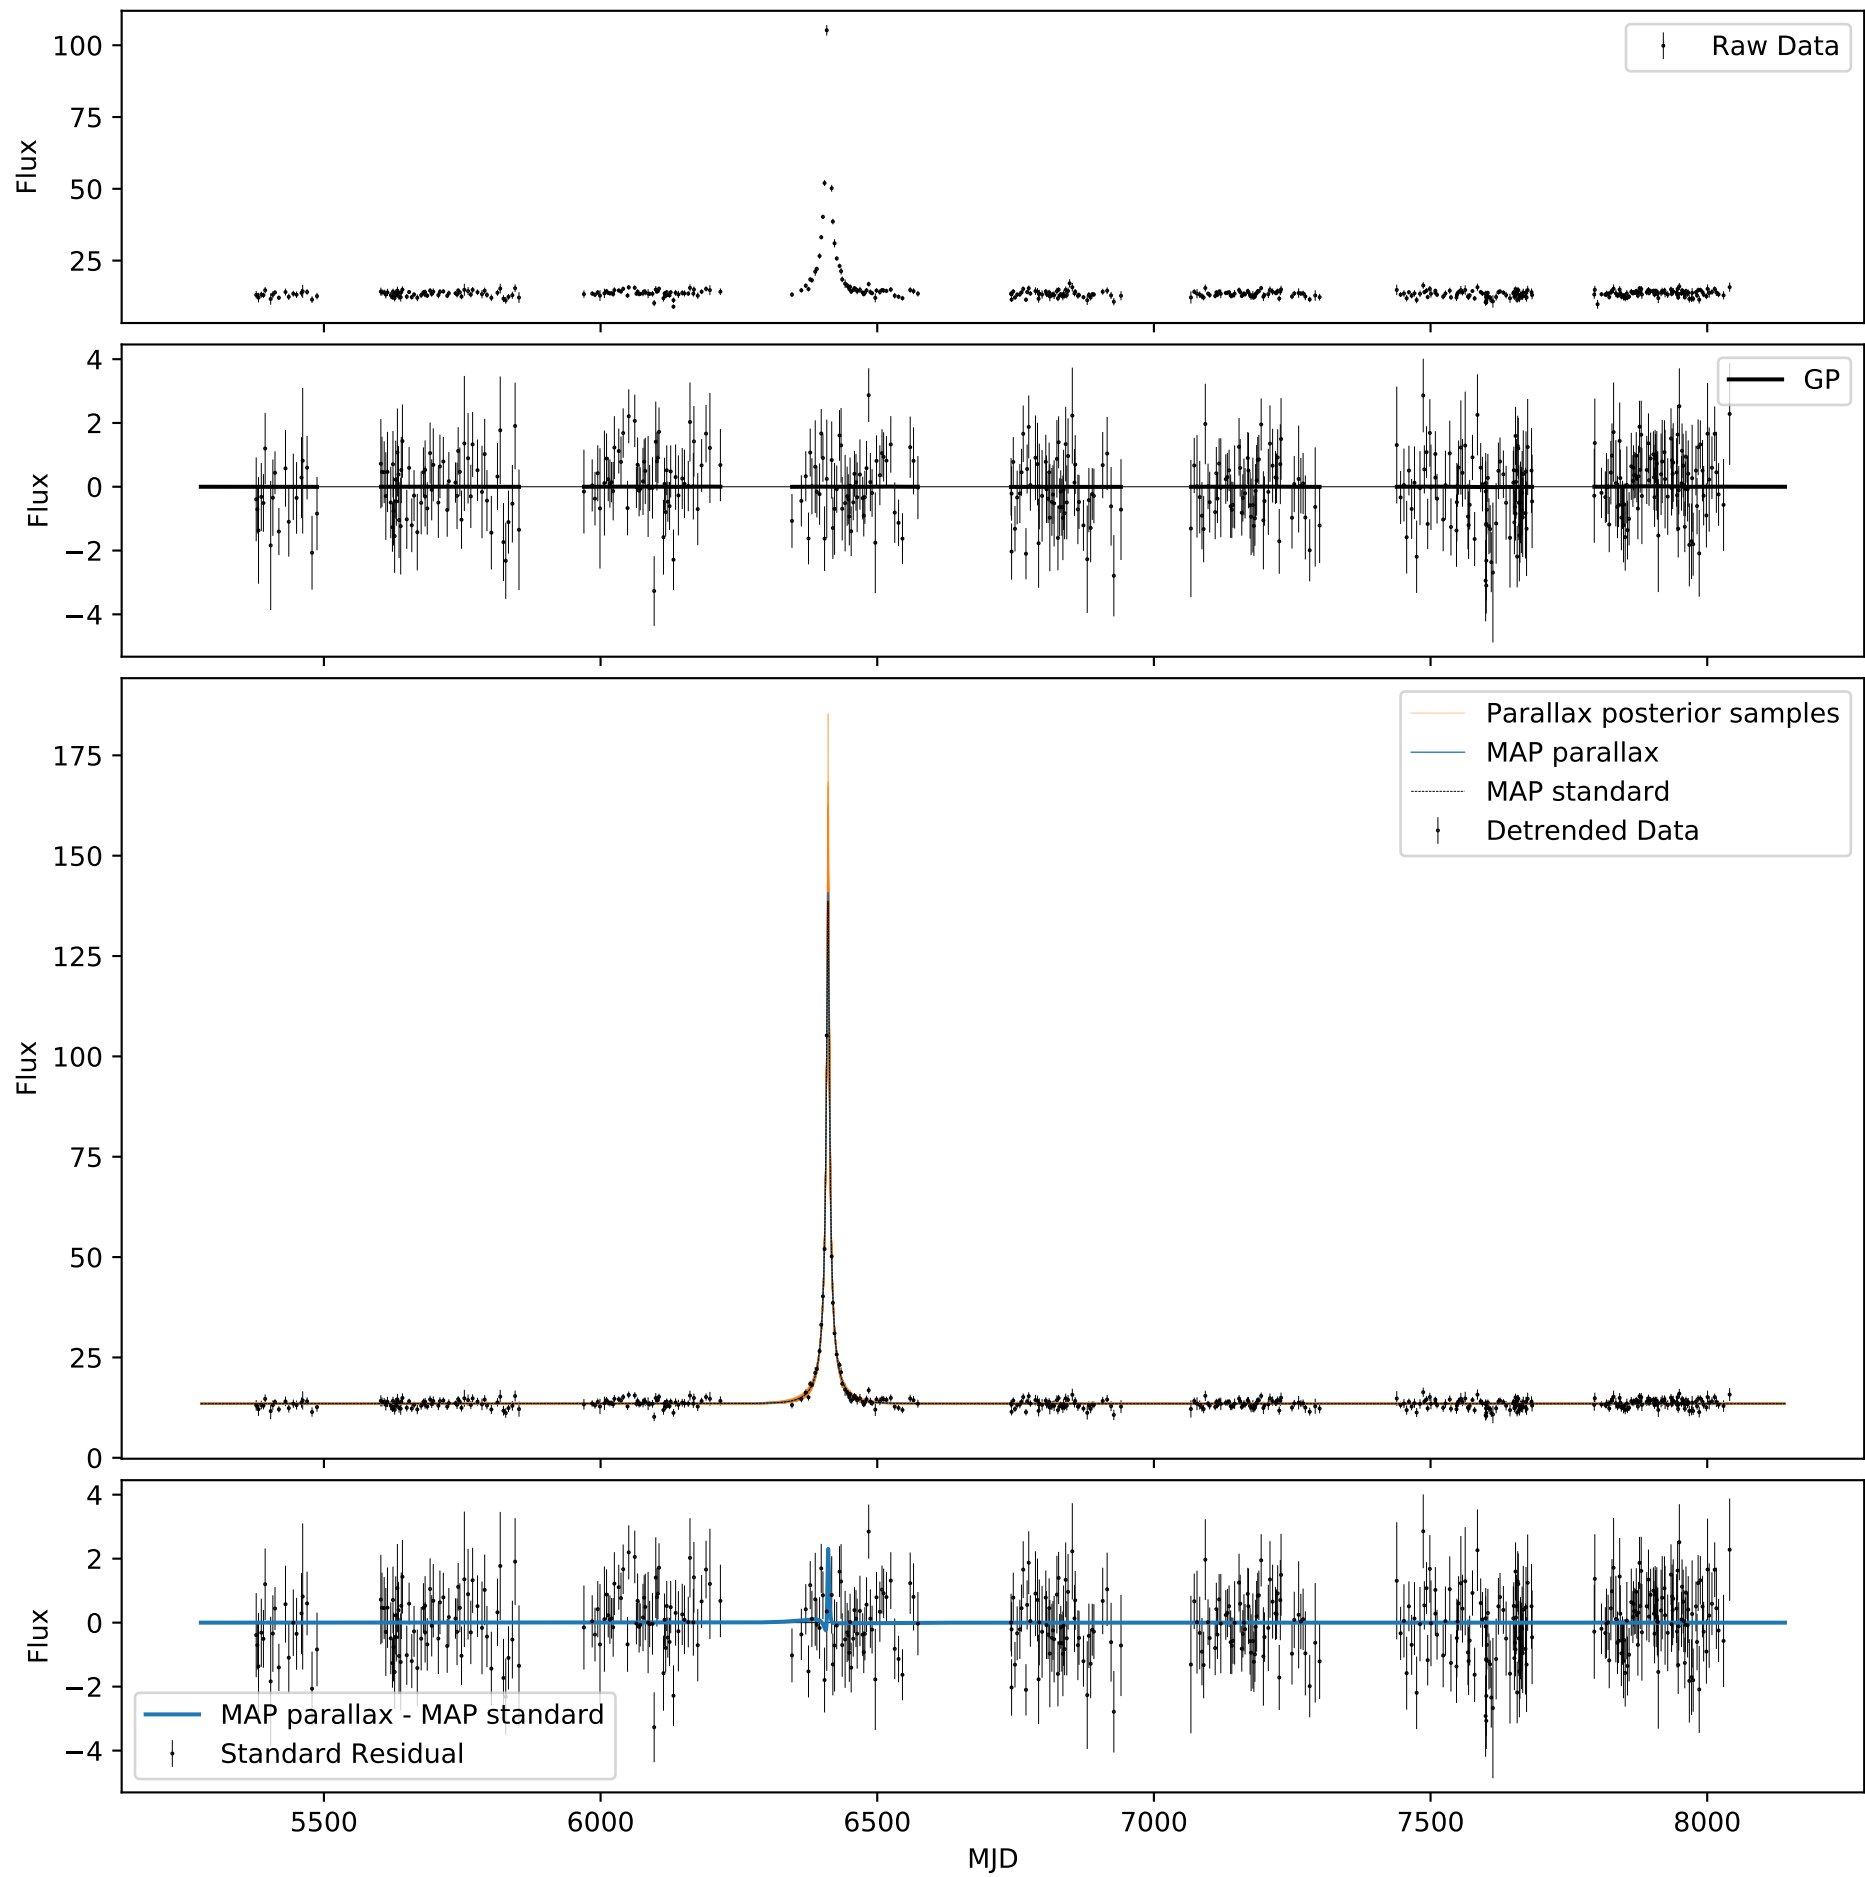 100
75
50
25
Flux
Raw Data
4
2
0
−2
−4
Flux
GP
175
150
125
100
75
50
25
0
Flux
Parallax posterior samples
MAP parallax
MAP standard
Detrended Data
4
2
0
−2
−4
Flux
MAP parallax - MAP standard
Standard Residual
5500 6000 6500 7000 7500 8000
MJD